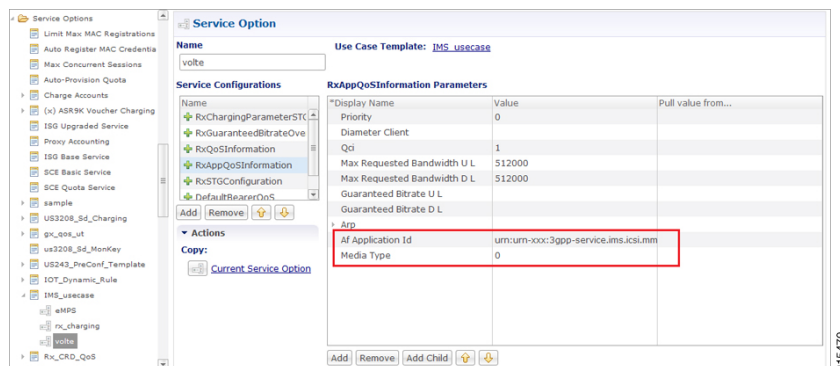 Service Options
Limit Max MAC Registrations
Auto Register MAC Credentia
Max Concurrent Sessions
Auto-Provision Quota
Charge Accounts
(x) ASR9K Voucher Charging
ISG Upgraded Service
Proxy Accounting
ISG Base Service
SCE Basic Service
SCE Quota Service
sample
US3208_Sd_Charging
gx_qos_ut
us3208_Sd_MonKey
US243_PreConf_Template
IOT_Dynamic_Rule
IMS_usecase
eMPS
rx_charging
volte
Rx_CRD_QoS
Service Option
Name
Use Case Template: IMS_usecase
volte
Service Configurations
Name
RxChargingParameterSTG
RxGuaranteedBitrateOve
RxQoSInformation
RxAppQoSInformation
RxSTGConfiguration
DefaultBearerQoS
Add Remove
Actions
Copy:
Current Service Option
RxAppQoSInformation Parameters
*Display Name Value Pull value from...
Priority 0
Diameter Client
Qci 1
Max Requested Bandwidth U L 512000
Max Requested Bandwidth D L 512000
Guaranteed Bitrate U L
Guaranteed Bitrate D L
Arp
Af Application Id urn:urn-xxx:3gpp-service.ims.icsi.mm
Media Type 0
Add Remove Add Child